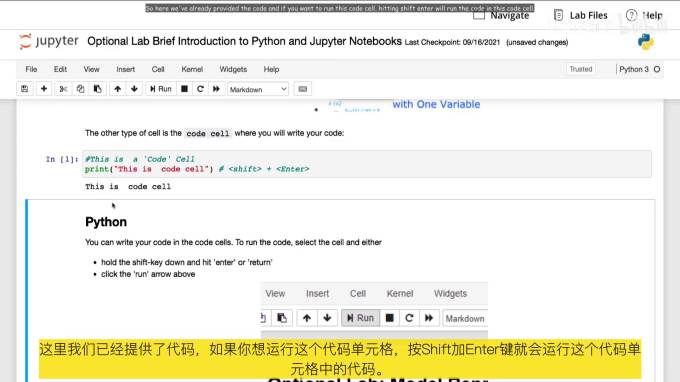 So here we've already provided the code and if you want to run this code cell, hitting shift enter will run the code in this code cell.
Navigate Lab Files Help
jupyter Optional Lab Brief Introduction to Python and Jupyter Notebooks Last Checkpoint: 09/16/2021 (unsaved changes)
File Edit View Insert Cell Kernel Widgets Help Trusted Python 3
Run Markdown
with One Variable
The other type of cell is the code cell where you will write your code:
In [1]: #This is a 'Code' Cell
print("This is code cell") # <shift> + <Enter>
This is code cell
Python
You can write your code in the code cells. To run the code, select the cell and either
• hold the shift-key down and hit 'enter' or 'return'
• click the 'run' arrow above
View Insert Cell Kernel Widgets
Run Markdown
这里我们已经提供了代码，如果你想运行这个代码单元格，按Shift加Enter键就会运行这个代码单
元格中的代码。